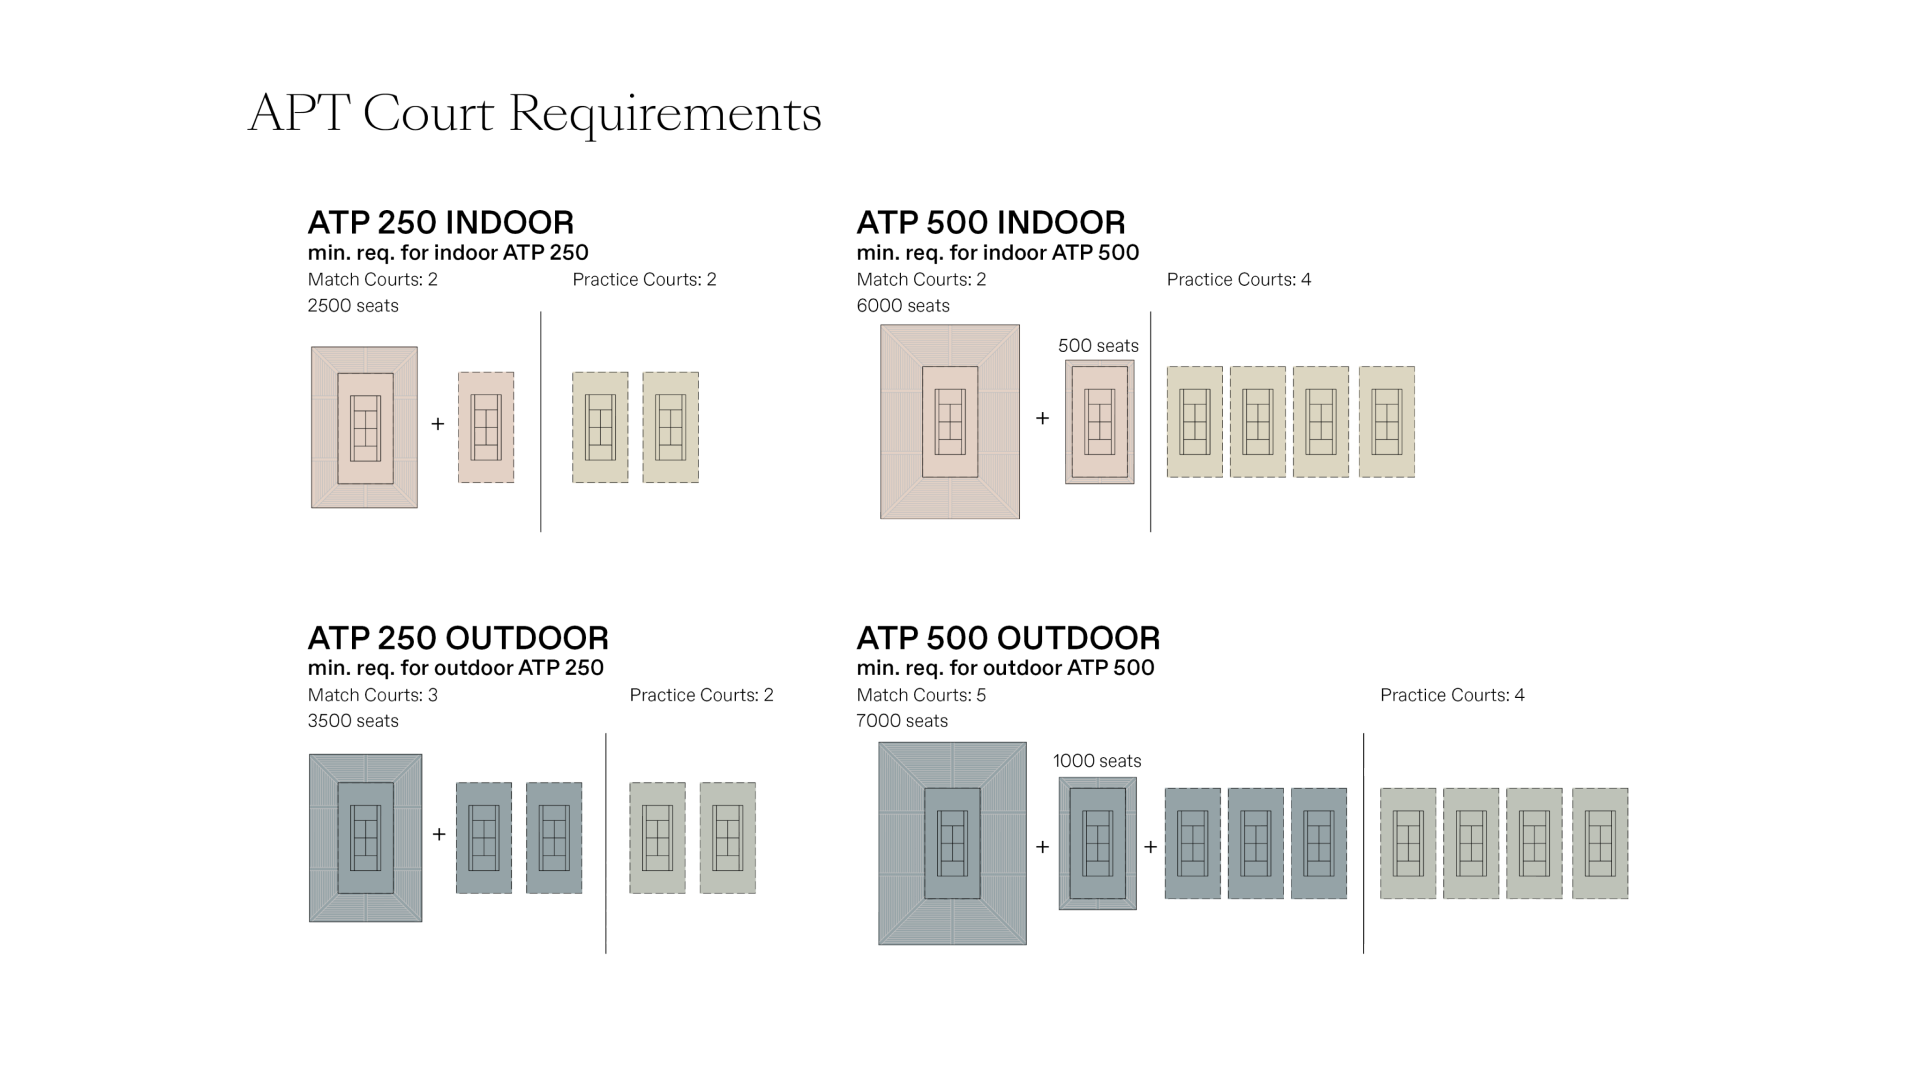 APT Court Requirements
ATP 250 INDOOR
min. req. for indoor ATP 250
Match Courts: 2
Practice Courts: 2
2500 seats
+
ATP 500 INDOOR
min. req. for indoor ATP 500
Match Courts: 2
Practice Courts: 4
6000 seats
500 seats
+
ATP 250 OUTDOOR
min. req. for outdoor ATP 250
Match Courts: 3
Practice Courts: 2
3500 seats
+
ATP 500 OUTDOOR
min. req. for outdoor ATP 500
Match Courts: 5
Practice Courts: 4
7000 seats
1000 seats
+ +